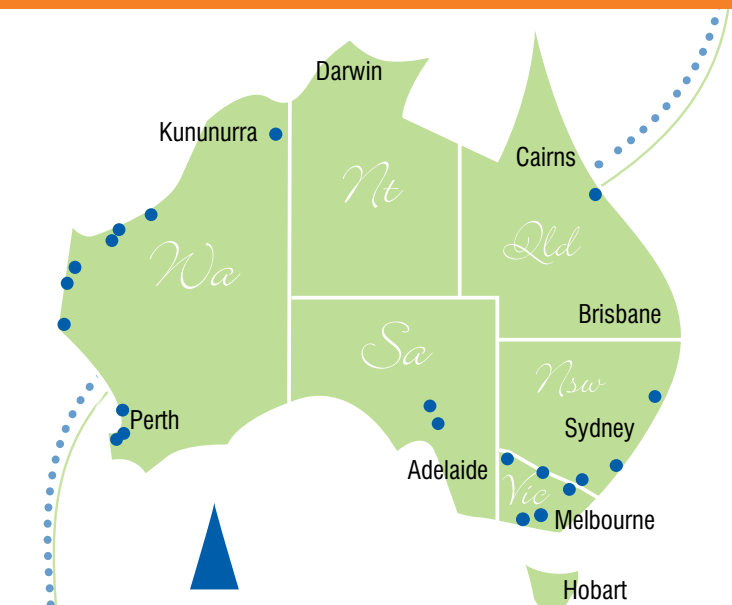 Darwin
Kununurra
Cairns
Nt
Qld
Wa
Brisbane
Sa
Nsw
Perth
Sydney
Adelaide
Vic
Melbourne
Hobart